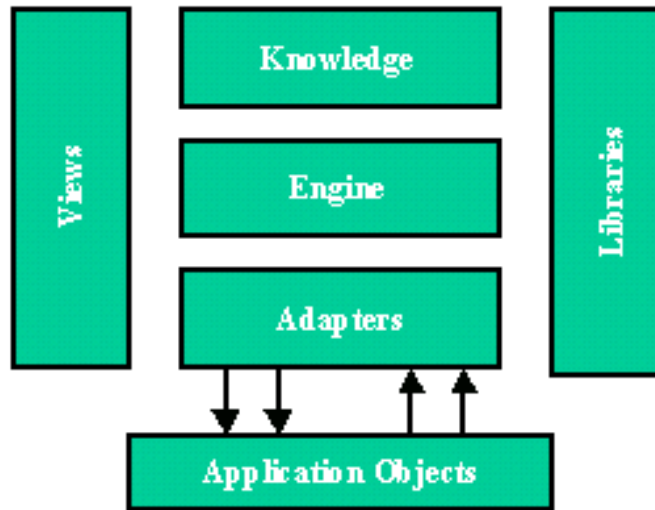 Views
Knowledge
Engine
Adapters
Libraries
Application Objects